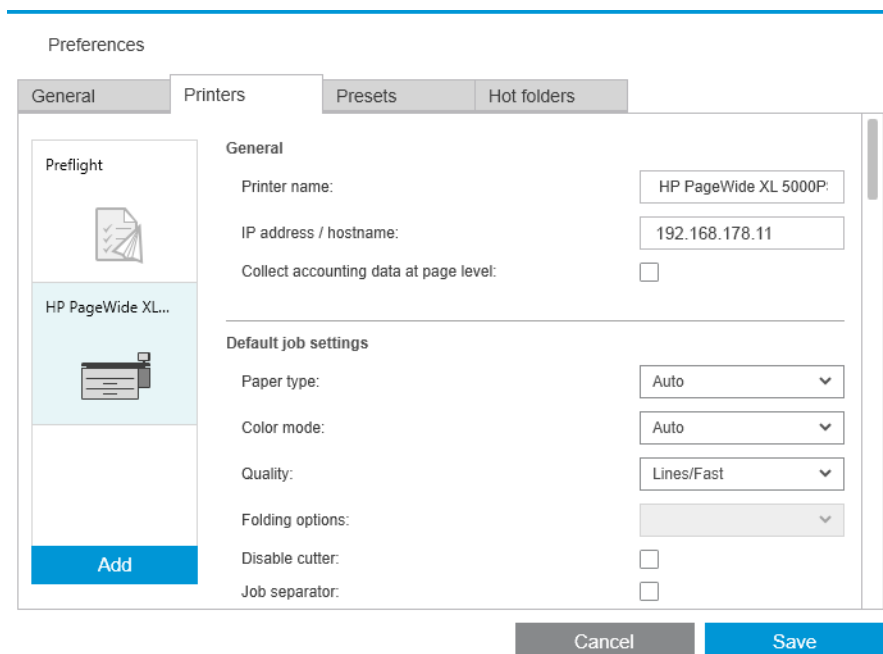 Preferences
General
Printers
Presets
Hot folders
Preflight
HP PageWide XL...
Add
General
Printer name:
HP PageWide XL 5000P
IP address / hostname:
192.168.178.11
Collect accounting data at page level:
Default job settings
Paper type:
Auto
Color mode:
Auto
Quality:
Lines/Fast
Folding options:
Disable cutter:
Job separator:
Cancel
Save